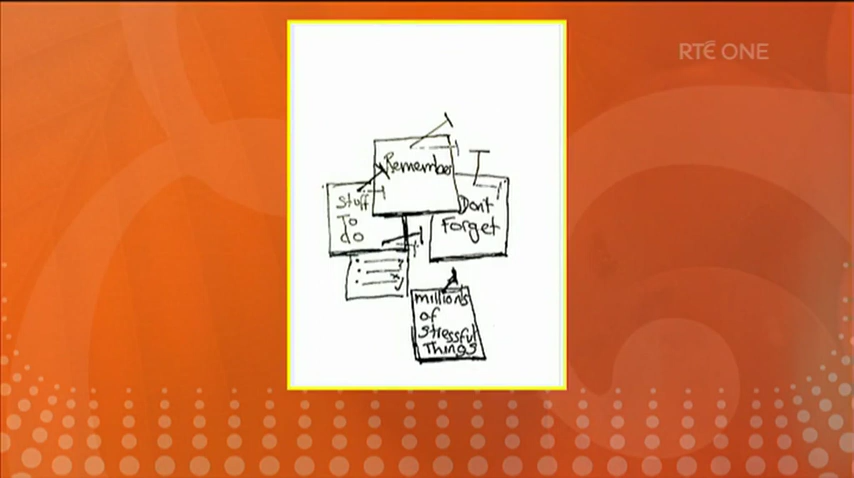 RTÉ ONE
Remember
Stuff
To
do
Don't
Forget
millions
of
stressful
Things